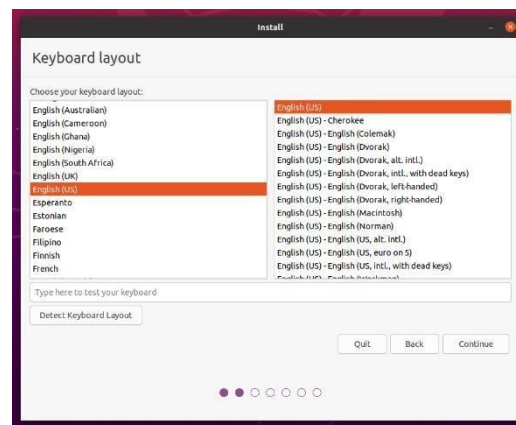 Install
Keyboard layout
Choose your keyboard layout:
English (Australian)
English (Cameroon)
English (Ghana)
English (Nigeria)
English (South Africa)
English (UK)
English (US)
Esperanto
Estonian
Faroese
Filipino
Finnish
French
English (US)
English (US) - Cherokee
English (US) - English (Colemak)
English (US) - English (Dvorak)
English (US) - English (Dvorak, alt. intl.)
English (US) - English (Dvorak, intl., with dead keys)
English (US) - English (Dvorak, left-handed)
English (US) - English (Dvorak, right-handed)
English (US) - English (Macintosh)
English (US) - English (Norman)
English (US) - English (US, alt. intl.)
English (US) - English (US, euro on 5)
English (US) - English (US, intl., with dead keys)
English (US) - English (Workman)
Type here to test your keyboard
Detect Keyboard Layout
Quit Back Continue